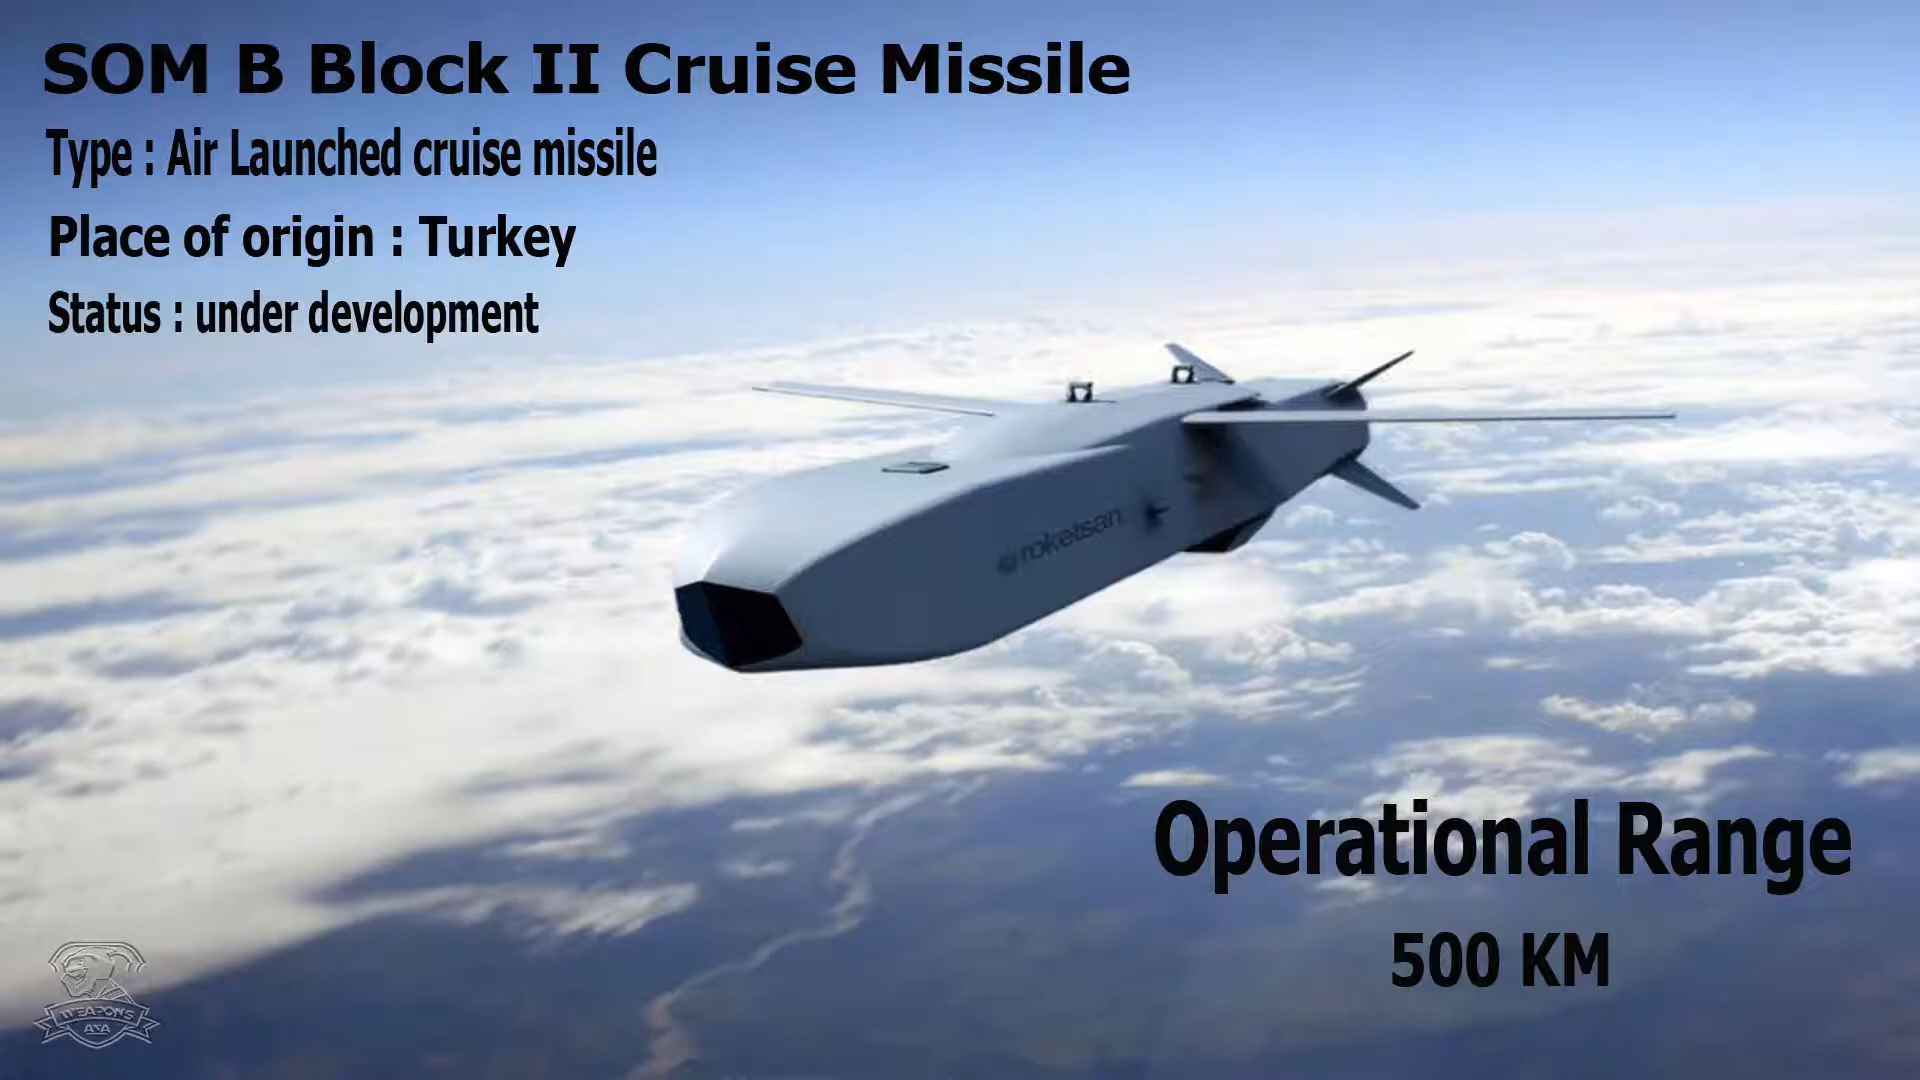 SOM B Block II Cruise Missile
Type : Air Launched cruise missile
Place of origin : Turkey
Status : under development
roketsan
Operational Range
500 KM
WEAPONS